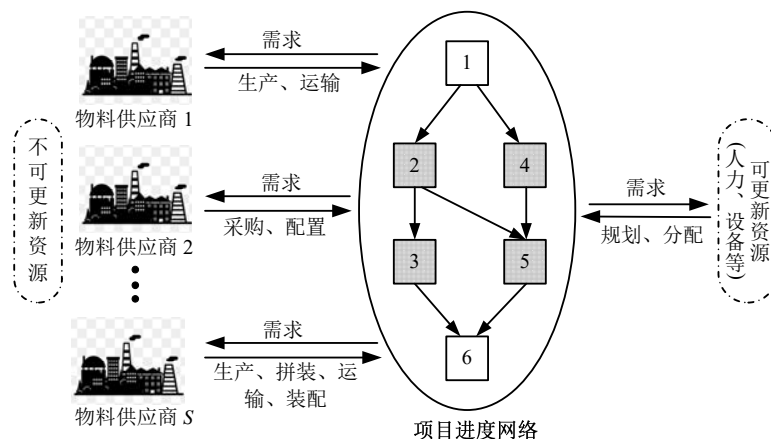 需求
生产、运输
物料供应商 1
不可更新资源
需求
采购、配置
物料供应商 2
需求
生产、拼装、运
输、装配
物料供应商 S
1
2
4
3
5
6
项目进度网络
需求
规划、分配
可更新资源
(人力、设备等)